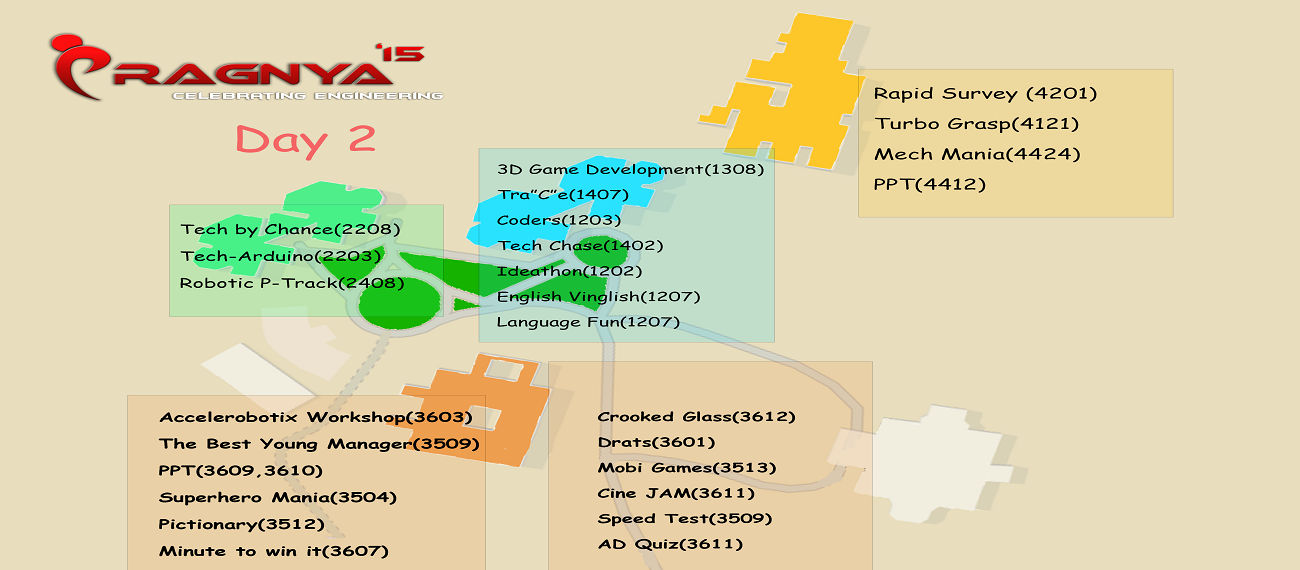 PRAGNYA'15
CELEBRATING ENGINEERING
Day 2
Rapid Survey (4201)
Turbo Grasp(4121)
Mech Mania(4424)
PPT(4412)
3D Game Development(1308)
Tra"C"e(1407)
Coders(1203)
Tech Chase(1402)
Ideathon(1202)
English Vinglish(1207)
Language Fun(1207)
Tech by Chance(2208)
Tech-Arduino(2203)
Robotic P-Track(2408)
Accelerobotix Workshop(3603)
The Best Young Manager(3509)
PPT(3609,3610)
Superhero Mania(3504)
Pictionary(3512)
Minute to win it(3607)
Crooked Glass(3612)
Drats(3601)
Mobi Games(3513)
Cine JAM(3611)
Speed Test(3509)
AD Quiz(3611)